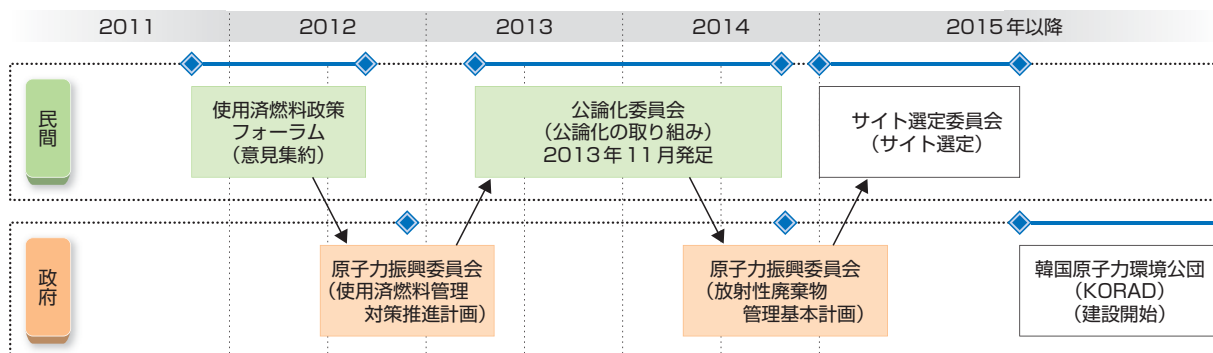 2011
2012
2013
2014
2015年以降
民間
使用済燃料政策
フォーラム
(意見集約)
公論化委員会
(公論化の取り組み)
2013年11月発足
サイト選定委員会
(サイト選定)
政府
原子力振興委員会
(使用済燃料管理
対策推進計画)
原子力振興委員会
(放射性廃棄物
管理基本計画)
韓国原子力環境公団
(KORAD)
(建設開始)